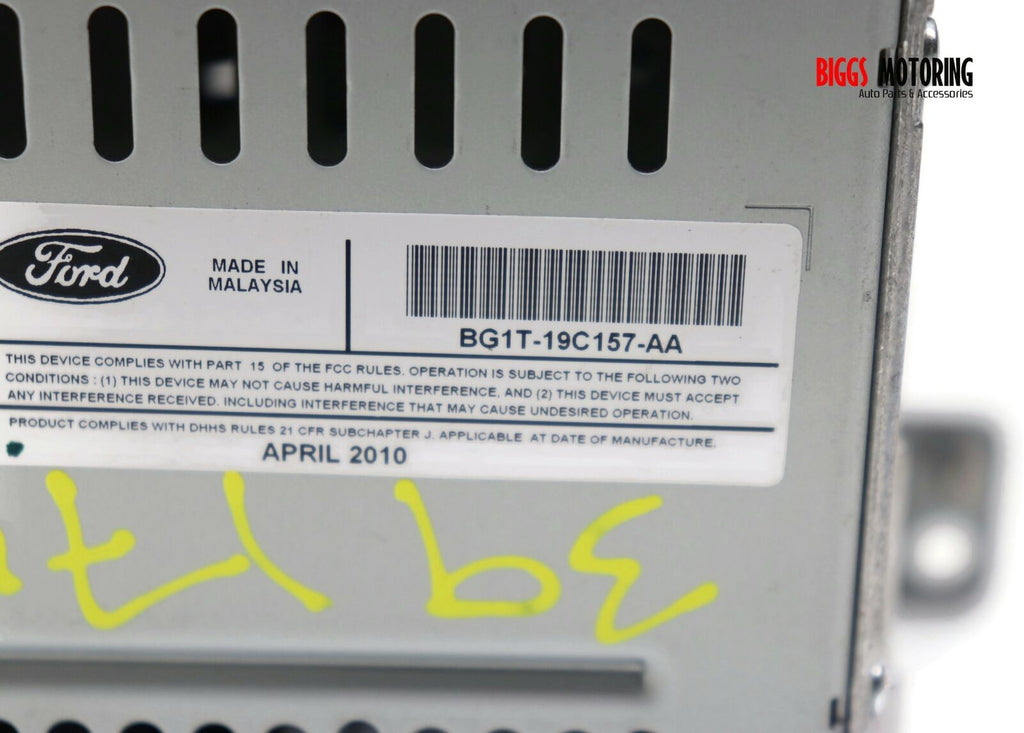 BIGGS MOTORING
Auto Parts & Accessories
Ford
MADE IN
MALAYSIA
BG1T-19C157-AA
THIS DEVICE COMPLIES WITH PART 15 OF THE FCC RULES. OPERATION IS SUBJECT TO THE FOLLOWING TWO
CONDITIONS : (1) THIS DEVICE MAY NOT CAUSE HARMFUL INTERFERENCE, AND (2) THIS DEVICE MUST ACCEPT
ANY INTERFERENCE RECEIVED. INCLUDING INTERFERENCE THAT MAY CAUSE UNDESIRED OPERATION.
PRODUCT COMPLIES WITH DHHS RULES 21 CFR SUBCHAPTER J. APPLICABLE AT DATE OF MANUFACTURE.
APRIL 2010